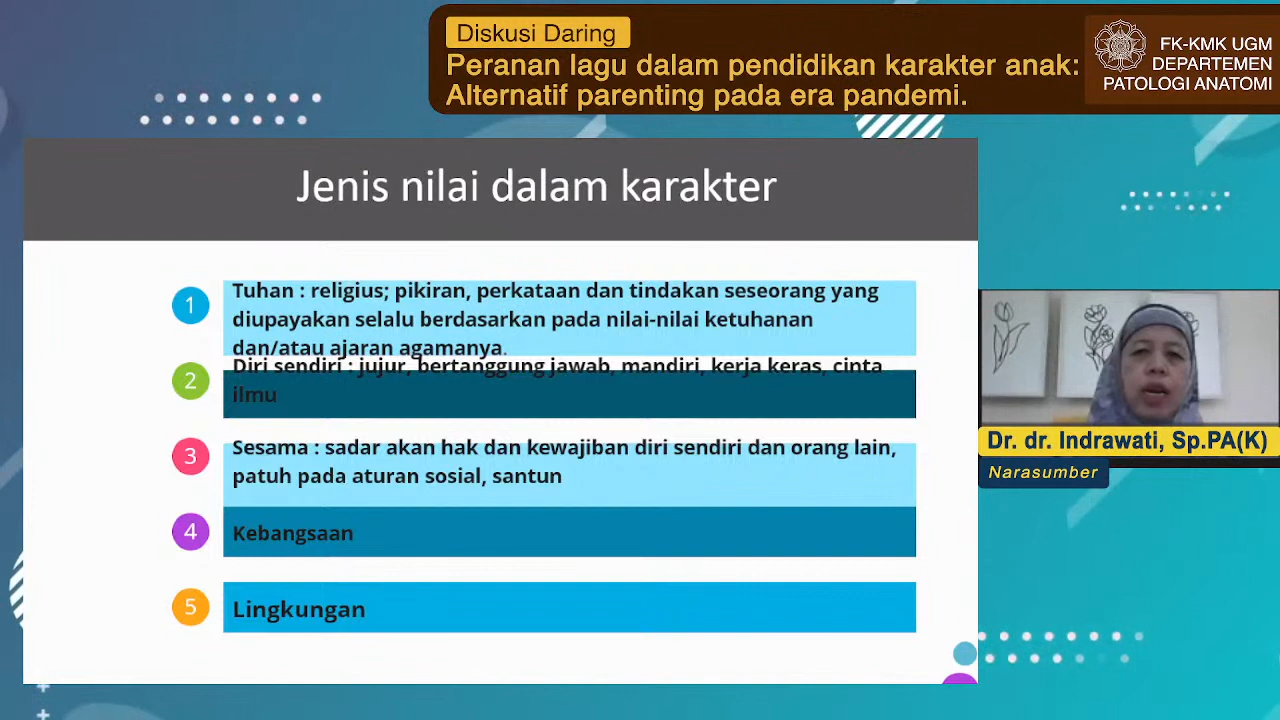 Diskusi Daring
Peranan lagu dalam pendidikan karakter anak:
Alternatif parenting pada era pandemi.
FK-KMK UGM
DEPARTEMEN
PATOLOGI ANATOMI
Jenis nilai dalam karakter
1
Tuhan : religius; pikiran, perkataan dan tindakan seseorang yang
diupayakan selalu berdasarkan pada nilai-nilai ketuhanan
dan/atau ajaran agamanya.
2
Diri sendiri : jujur, bertanggung jawab, mandiri, kerja keras, cinta
ilmu
3
Sesama : sadar akan hak dan kewajiban diri sendiri dan orang lain,
patuh pada aturan sosial, santun
4
Kebangsaan
5
Lingkungan
Dr. dr. Indrawati, Sp.PA(K)
Narasumber